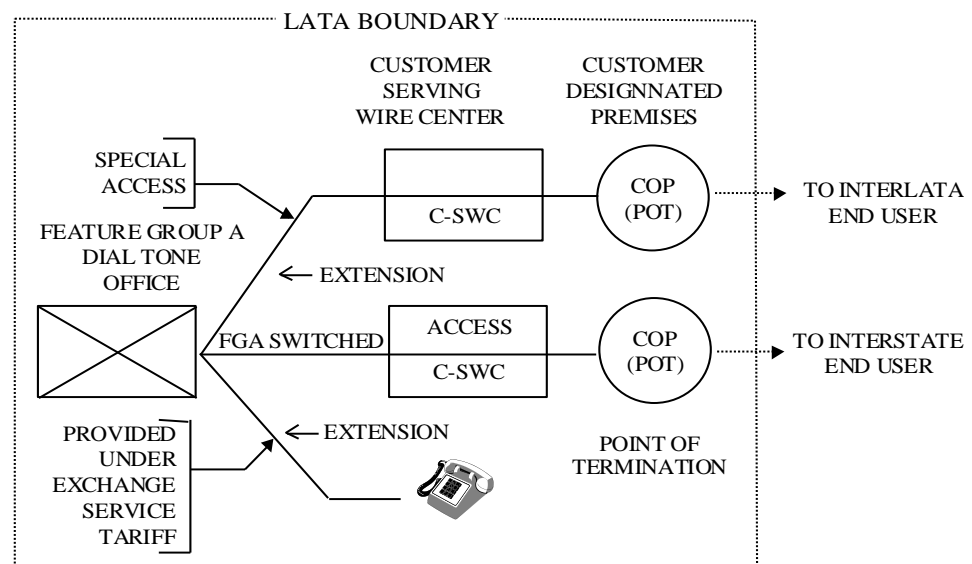 LATA BOUNDARY
CUSTOMER
SERVING
WIRE CENTER
CUSTOMER
DESIGNNATED
PREMISES
SPECIAL
ACCESS
COP
(POT)
C-SWC
TO INTERLATA
END USER
FEATURE GROUP A
DIAL TONE
OFFICE
EXTENSION
FGA SWITCHED
ACCESS
C-SWC
COP
(POT)
TO INTERSTATE
END USER
PROVIDED
UNDER
EXCHANGE
SERVICE
TARIFF
EXTENSION
POINT OF
TERMINATION